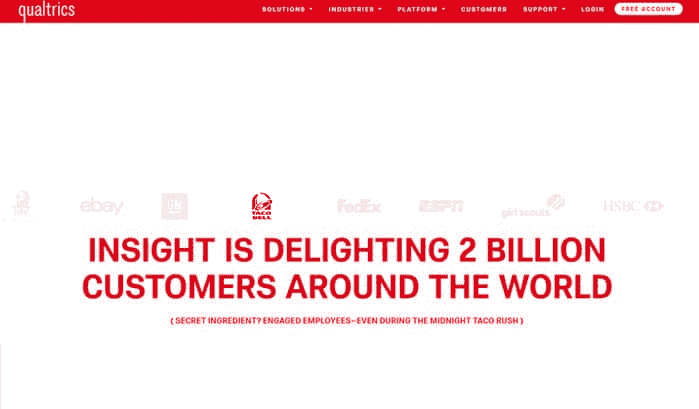 qualtrics
SOLUTIONS INDUSTRIES PLATFORM CUSTOMERS SUPPORT LOGIN FREE ACCOUNT
ebay GM TACO BELL FedEx ESPN girl scouts HSBC
INSIGHT IS DELIGHTING 2 BILLION
CUSTOMERS AROUND THE WORLD
( SECRET INGREDIENT? ENGAGED EMPLOYEES—EVEN DURING THE MIDNIGHT TACO RUSH )